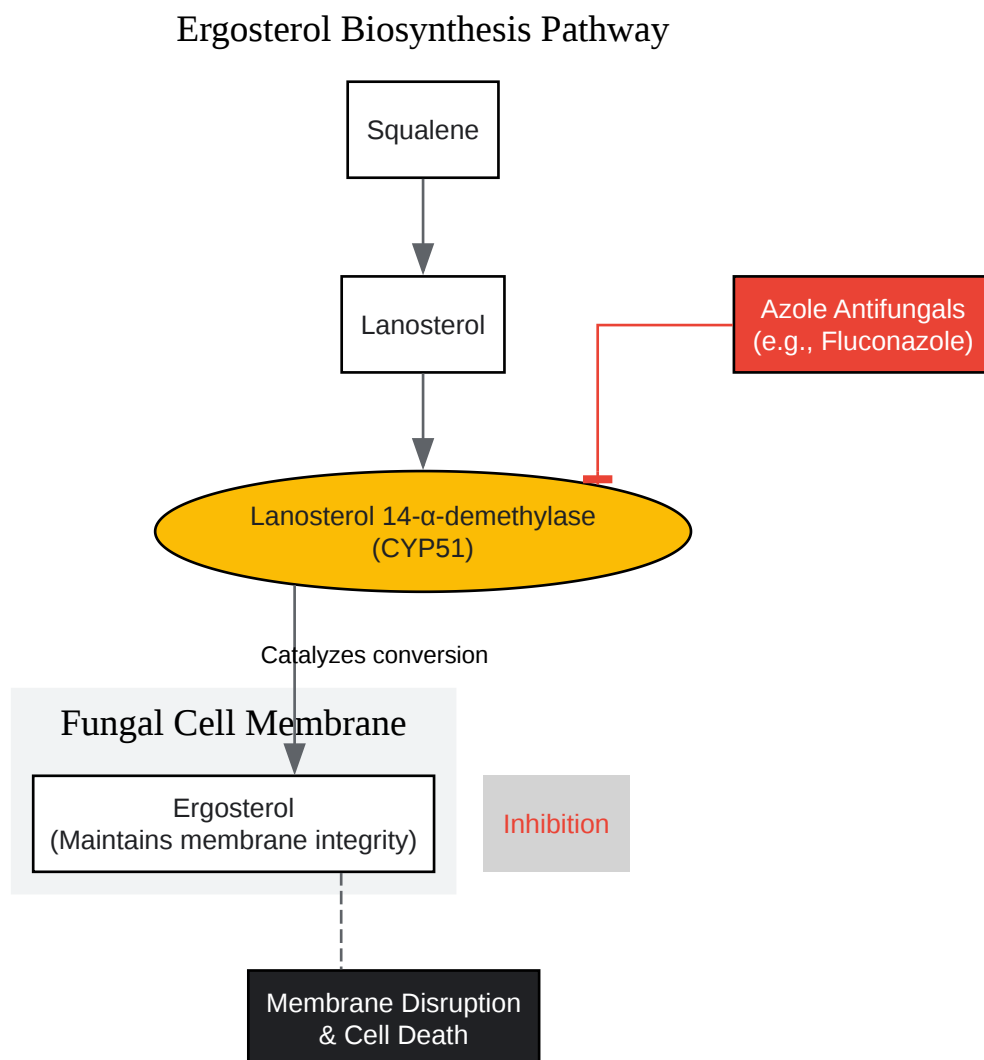 Ergosterol Biosynthesis Pathway
Squalene
Lanosterol
Azole Antifungals
(e.g., Fluconazole)
Lanosterol 14-α-demethylase
(CYP51)
Catalyzes conversion
Fungal Cell Membrane
Ergosterol
(Maintains membrane integrity)
Inhibition
Membrane Disruption
& Cell Death